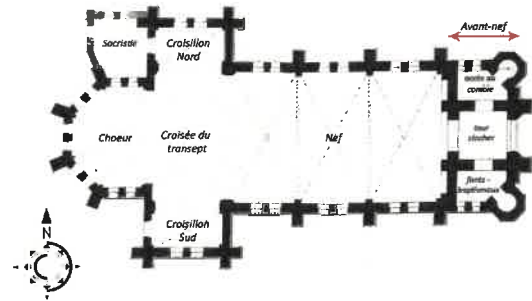 Avant-nef
Sacristie
Croisillon
Nord
accès au
comble
Choeur
Croisée du
transept
Nef
tour
clocher
fonts -
baptismaux
Croisillon
Sud
N